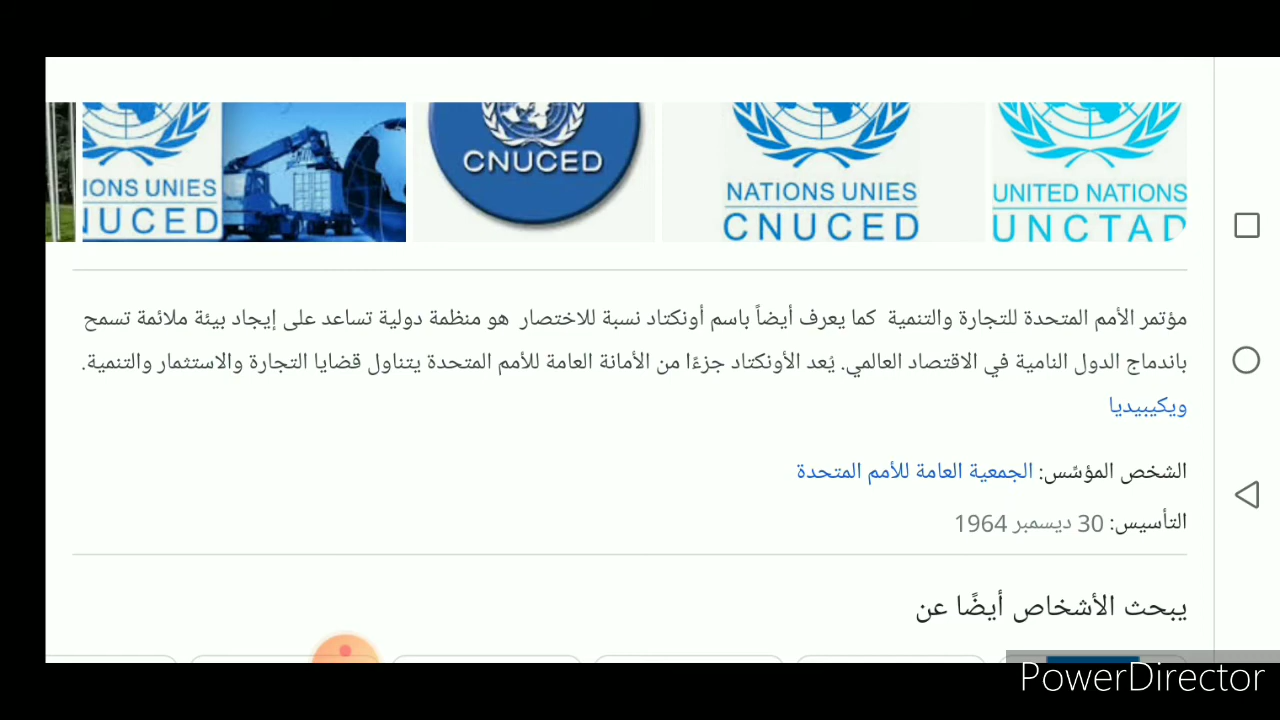 IONS UNIES
NUCED
CNUCED
NATIONS UNIES
CNUCED
UNITED NATIONS
UNCTAD
مؤتمر الأمم المتحدة للتجارة والتنمية كما يعرف أيضاً باسم أونكتاد نسبة للاختصار هو منظمة دولية تساعد على إيجاد بيئة ملائمة تسمح
باندماج الدول النامية في الاقتصاد العالمي. يُعد الأونكتاد جزءًا من الأمانة العامة للأمم المتحدة يتناول قضايا التجارة والاستثمار والتنمية.
ويكيبيديا
الشخص المؤسِّس: الجمعية العامة للأمم المتحدة
التأسيس: 30 ديسمبر 1964
يبحث الأشخاص أيضًا عن
PowerDirector